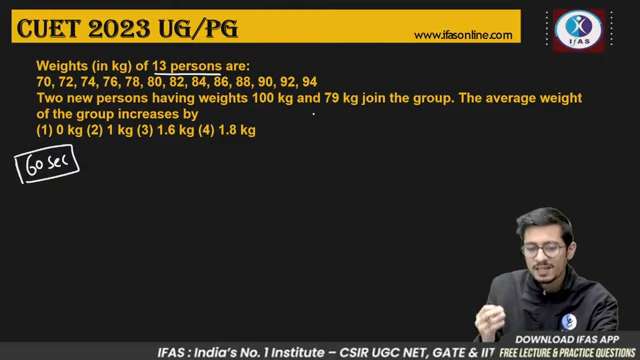 CUET 2023 UG/PG
www.ifasonline.com
IFAS
Weights (in kg) of 13 persons are:
70, 72, 74, 76, 78, 80, 82, 84, 86, 88, 90, 92, 94
Two new persons having weights 100 kg and 79 kg join the group. The average weight
of the group increases by
(1) 0 kg (2) 1 kg (3) 1.6 kg (4) 1.8 kg
60 sec
DOWNLOAD IFAS APP
IFAS : India's No. 1 Institute – CSIR UGC NET, GATE & IIT
FREE LECTURE & PRACTICE QUESTIONS